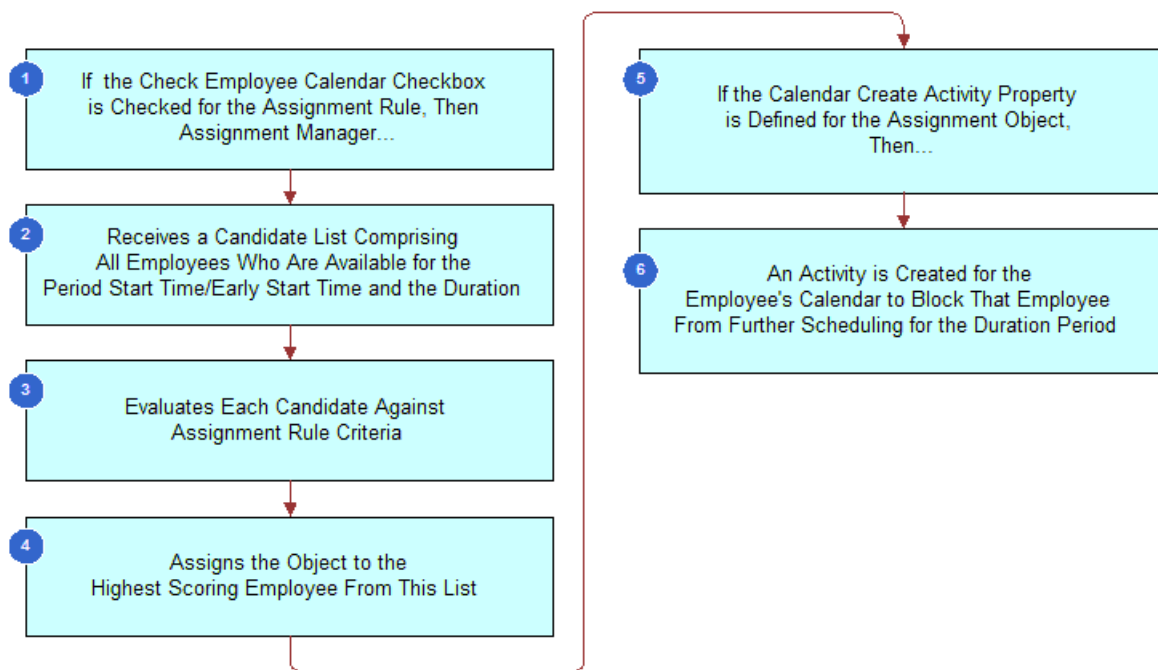 1
If the Check Employee Calendar Checkbox
is Checked for the Assignment Rule, Then
Assignment Manager...
2
Receives a Candidate List Comprising
All Employees Who Are Available for the
Period Start Time/Early Start Time and the Duration
3
Evaluates Each Candidate Against
Assignment Rule Criteria
4
Assigns the Object to the
Highest Scoring Employee From This List
5
If the Calendar Create Activity Property
is Defined for the Assignment Object,
Then...
6
An Activity is Created for the
Employee's Calendar to Block That Employee
From Further Scheduling for the Duration Period